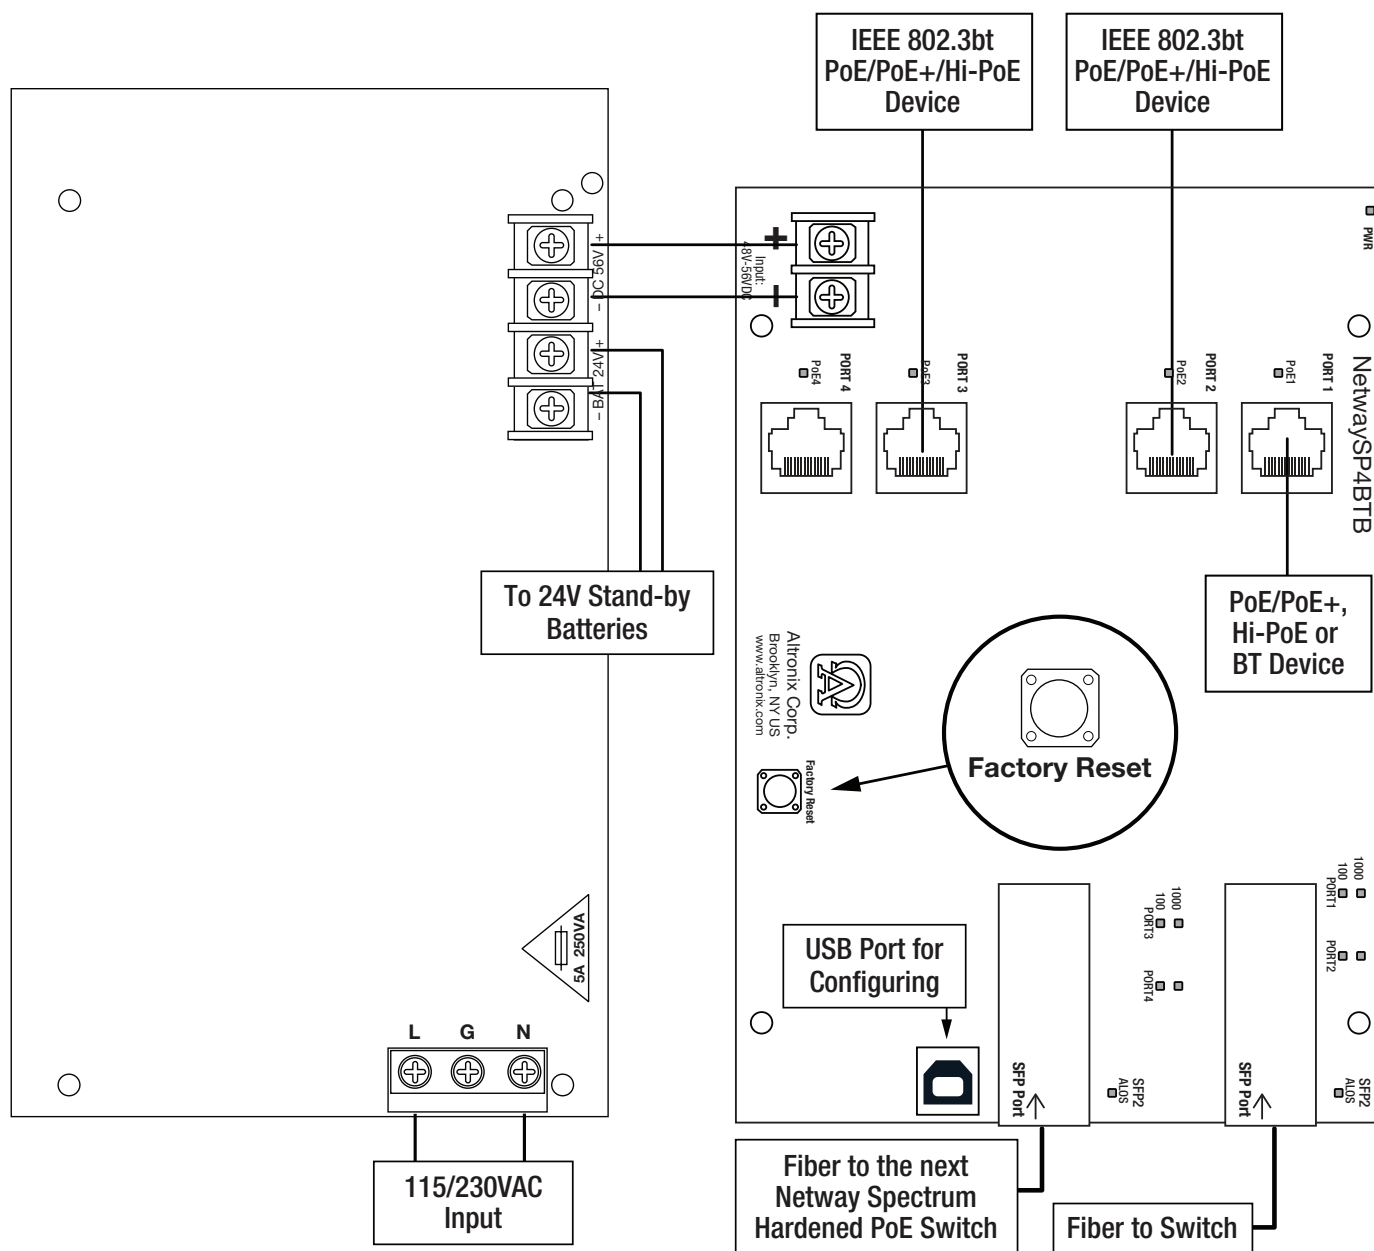 IEEE 802.3bt
PoE/PoE+/Hi-PoE
Device
IEEE 802.3bt
PoE/PoE+/Hi-PoE
Device
– DC 56V +
– BAT 24V +
+
–
Input:
48V-56VDC
PWR
NetwaySP4BTB
PoE4
PORT 4
PoE3
PORT 3
PoE2
PORT 2
PoE1
PORT 1
To 24V Stand-by
Batteries
PoE/PoE+,
Hi-PoE or
BT Device
Altronix Corp.
Brooklyn, NY US
www.altronix.com
Factory Reset
Factory Reset
5A 250VA
USB Port for
Configuring
100 1000
PORT3
PORT4
100 1000
PORT1
PORT2
L G N
SFP Port
SFP2
ALOS
SFP Port
SFP2
ALOS
115/230VAC
Input
Fiber to the next
Netway Spectrum
Hardened PoE Switch
Fiber to Switch